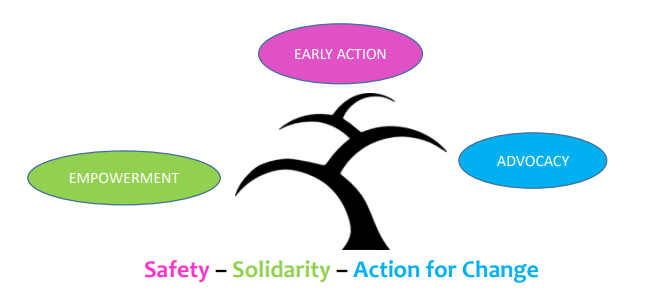 EARLY ACTION
EMPOWERMENT
ADVOCACY
Safety – Solidarity – Action for Change